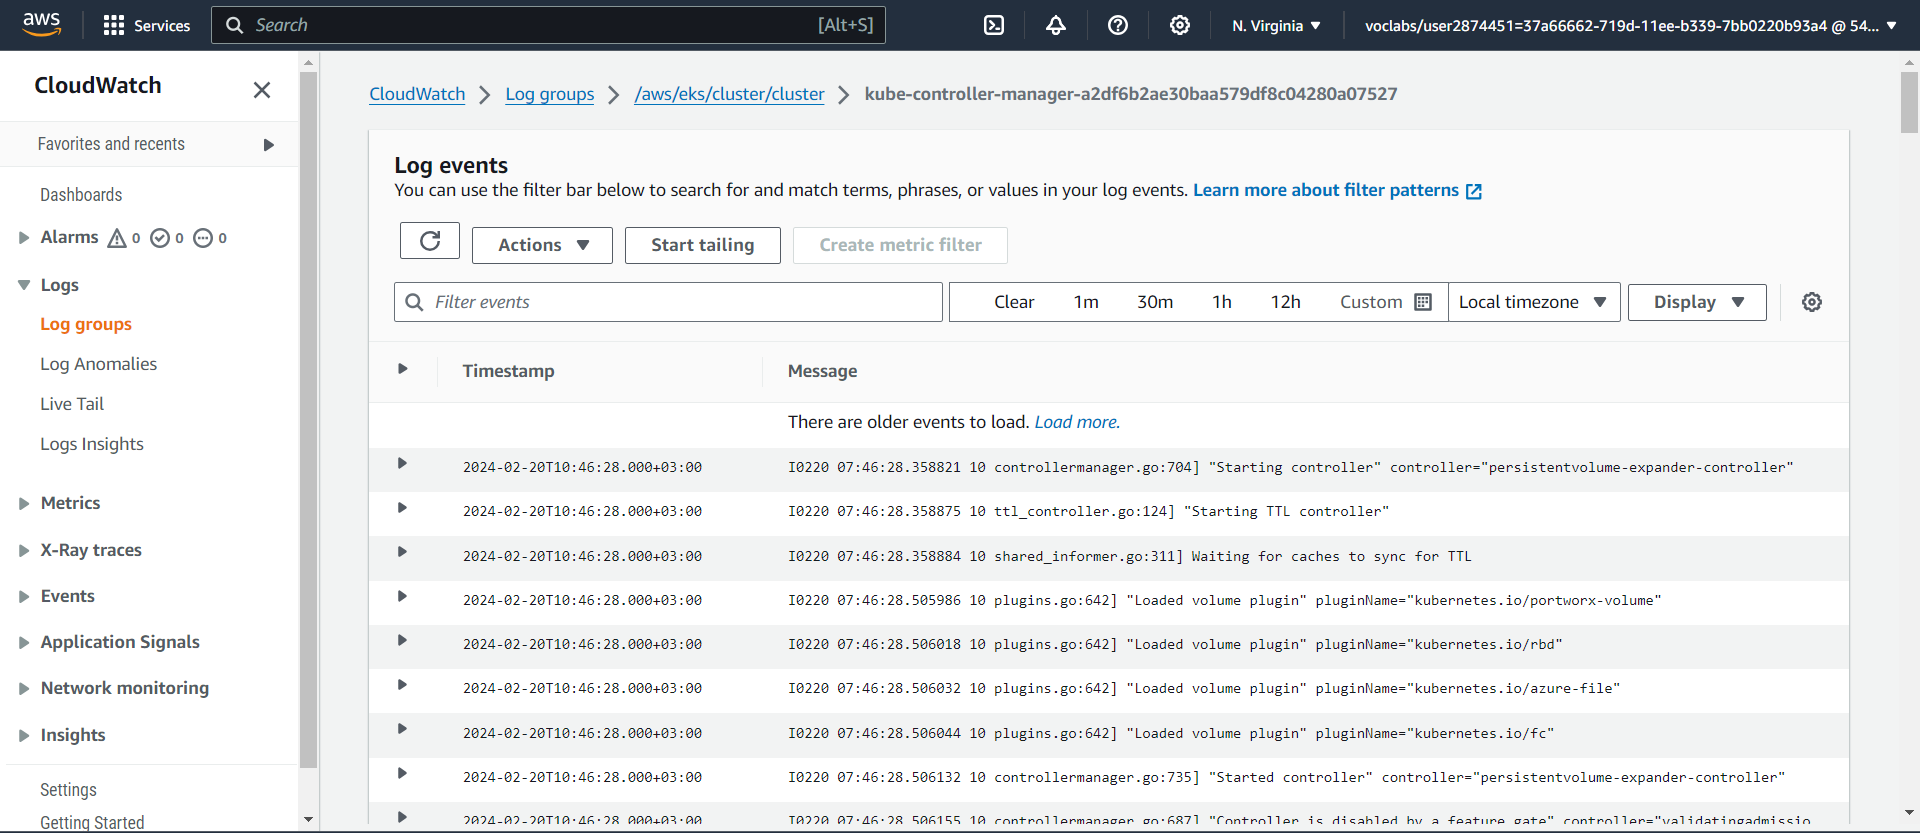 aws
Services
Search
[Alt+S]
N. Virginia
voclabs/user2874451=37a66662-719d-11ee-b339-7bb0220b93a4 @ 54...
CloudWatch
Favorites and recents
Dashboards
Alarms 0 0 0
Logs
Log groups
Log Anomalies
Live Tail
Logs Insights
Metrics
X-Ray traces
Events
Application Signals
Network monitoring
Insights
Settings
Getting Started
CloudWatch
Log groups
/aws/eks/cluster/cluster
kube-controller-manager-a2df6b2ae30baa579df8c04280a07527
Log events
You can use the filter bar below to search for and match terms, phrases, or values in your log events. Learn more about filter patterns
Actions
Start tailing
Create metric filter
Filter events
Clear 1m 30m 1h 12h Custom
Local timezone
Display
Timestamp Message
There are older events to load. Load more.
2024-02-20T10:46:28.000+03:00 I0220 07:46:28.358821 10 controllermanager.go:704] "Starting controller" controller="persistentvolume-expander-controller"
2024-02-20T10:46:28.000+03:00 I0220 07:46:28.358875 10 ttl_controller.go:124] "Starting TTL controller"
2024-02-20T10:46:28.000+03:00 I0220 07:46:28.358884 10 shared_informer.go:311] Waiting for caches to sync for TTL
2024-02-20T10:46:28.000+03:00 I0220 07:46:28.505986 10 plugins.go:642] "Loaded volume plugin" pluginName="kubernetes.io/portworx-volume"
2024-02-20T10:46:28.000+03:00 I0220 07:46:28.506018 10 plugins.go:642] "Loaded volume plugin" pluginName="kubernetes.io/rbd"
2024-02-20T10:46:28.000+03:00 I0220 07:46:28.506032 10 plugins.go:642] "Loaded volume plugin" pluginName="kubernetes.io/azure-file"
2024-02-20T10:46:28.000+03:00 I0220 07:46:28.506044 10 plugins.go:642] "Loaded volume plugin" pluginName="kubernetes.io/fc"
2024-02-20T10:46:28.000+03:00 I0220 07:46:28.506132 10 controllermanager.go:735] "Started controller" controller="persistentvolume-expander-controller"
2024-02-20T10:46:28.000+03:00 I0220 07:46:28.506155 10 controllermanager.go:687] "Controller is disabled by a feature gate" controller="validatingadmissio